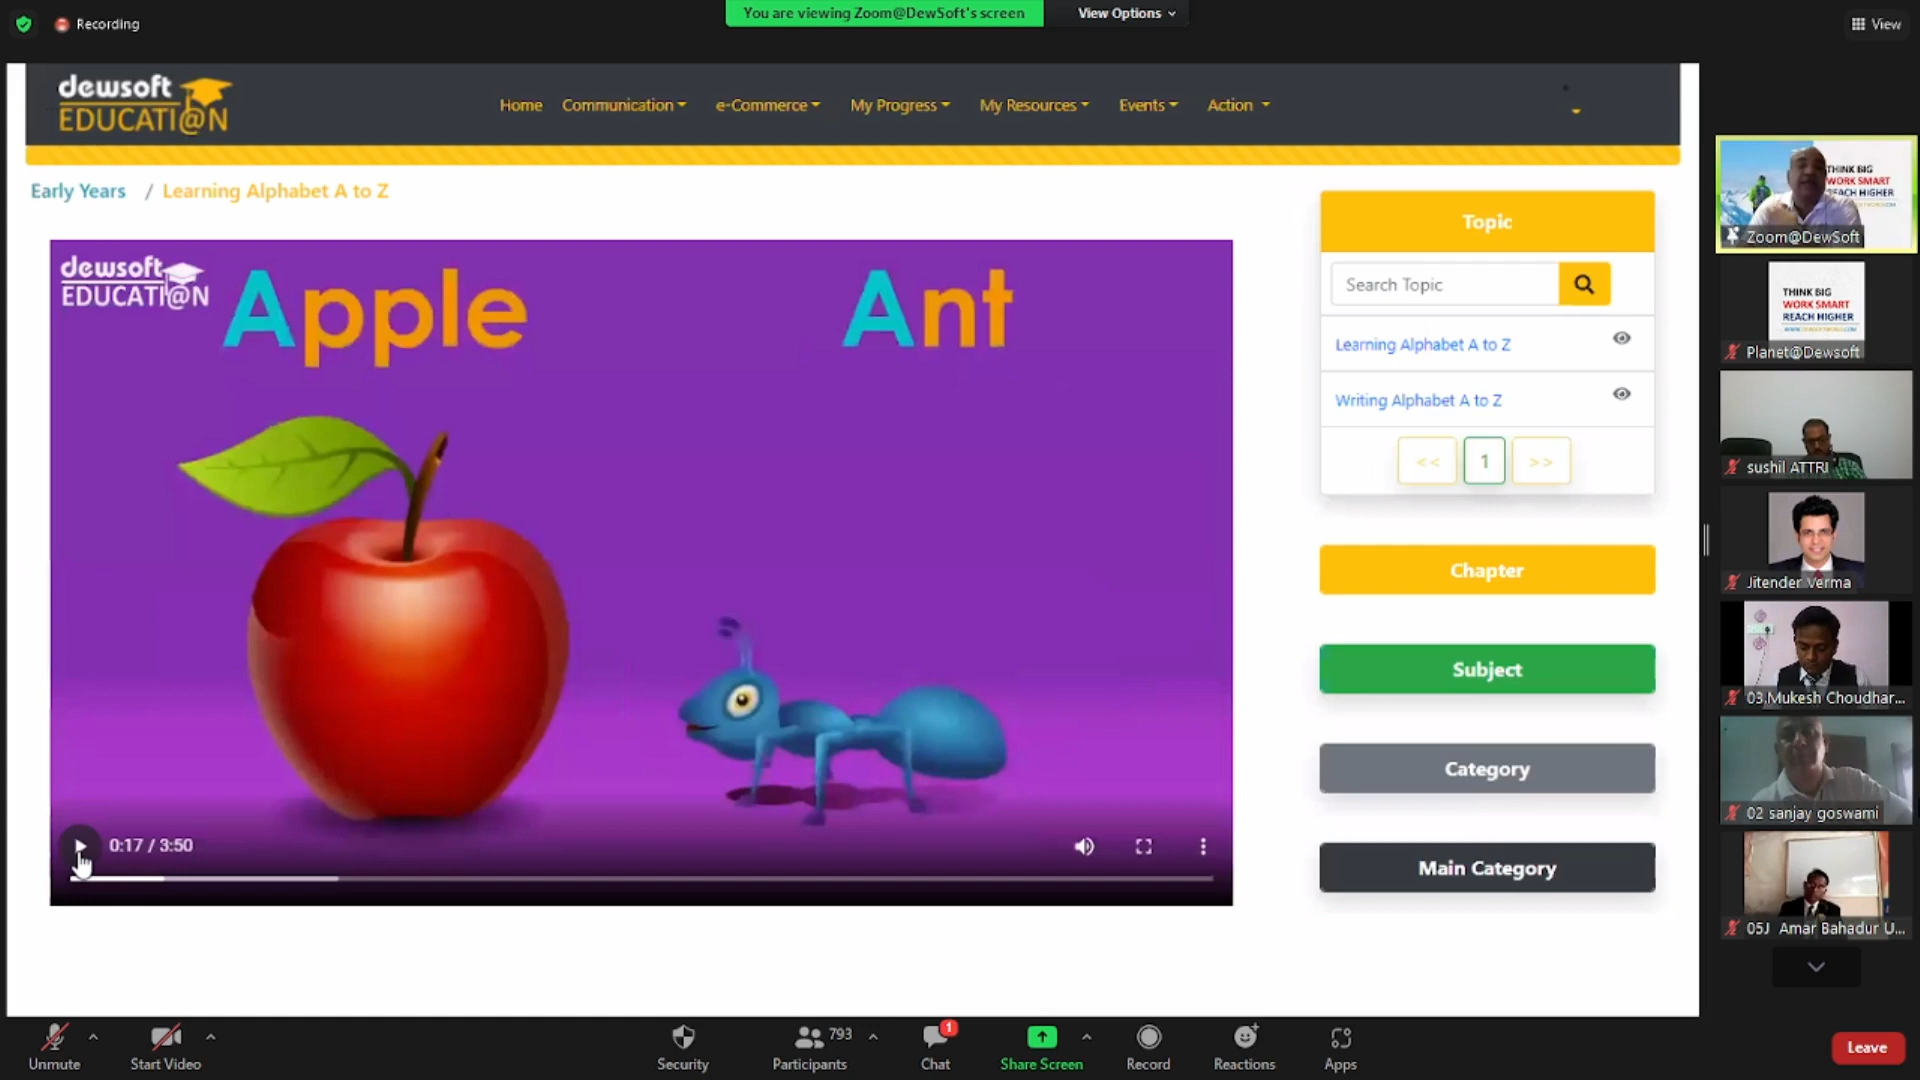 Recording
You are viewing Zoom@DewSoft's screen
View Options
View
dewsoft
EDUCATI@N
Home
Communication
e-Commerce
My Progress
My Resources
Events
Action
Early Years / Learning Alphabet A to Z
dewsoft
EDUCATI@N
Apple
Ant
0:17 / 3:50
Topic
Search Topic
Learning Alphabet A to Z
Writing Alphabet A to Z
<< 1 >>
Chapter
Subject
Category
Main Category
THINK BIG
WORK SMART
REACH HIGHER
Zoom@DewSoft
THINK BIG
WORK SMART
REACH HIGHER
Planet@Dewsoft
sushil ATTRI
Jitender Verma
03.Mukesh Choudhar...
02 sanjay goswami
05J Amar Bahadur U...
Unmute
Start Video
Security
793
Participants
1
Chat
Share Screen
Record
Reactions
Apps
Leave